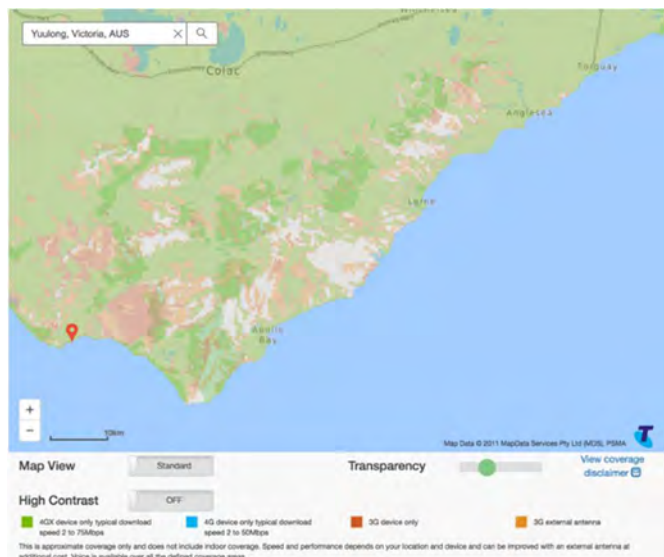 Winchelsea
Yuulong, Victoria, AUS
Colac
Torquay
Anglesea
Lorne
Apollo
Bay
+
−
10km
Map Data © 2011 MapData Services Pty Ltd (MDS), PSMA
Map View
Standard
Transparency
View coverage
disclaimer
High Contrast
OFF
4GX device only typical download
speed 2 to 75Mbps
4G device only typical download
speed 2 to 50Mbps
3G device only
3G external antenna
This is approximate coverage only and does not include indoor coverage. Speed and performance depends on your location and device and can be improved with an external antenna at